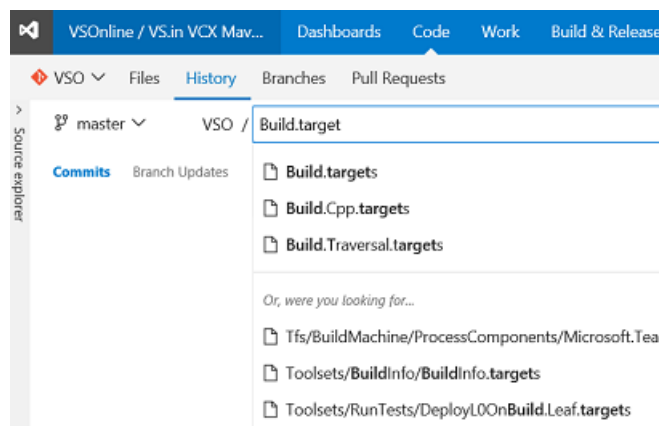 VSOnline / VS.in VCX Mav... Dashboards Code Work Build & Release
VSO Files History Branches Pull Requests
Source explorer
master VSO / Build.target
Commits Branch Updates
Build.targets
Build.Cpp.targets
Build.Traversal.targets
Or, were you looking for...
Tfs/BuildMachine/ProcessComponents/Microsoft.Tea
Toolsets/BuildInfo/BuildInfo.targets
Toolsets/RunTests/DeployL0OnBuild.Leaf.targets